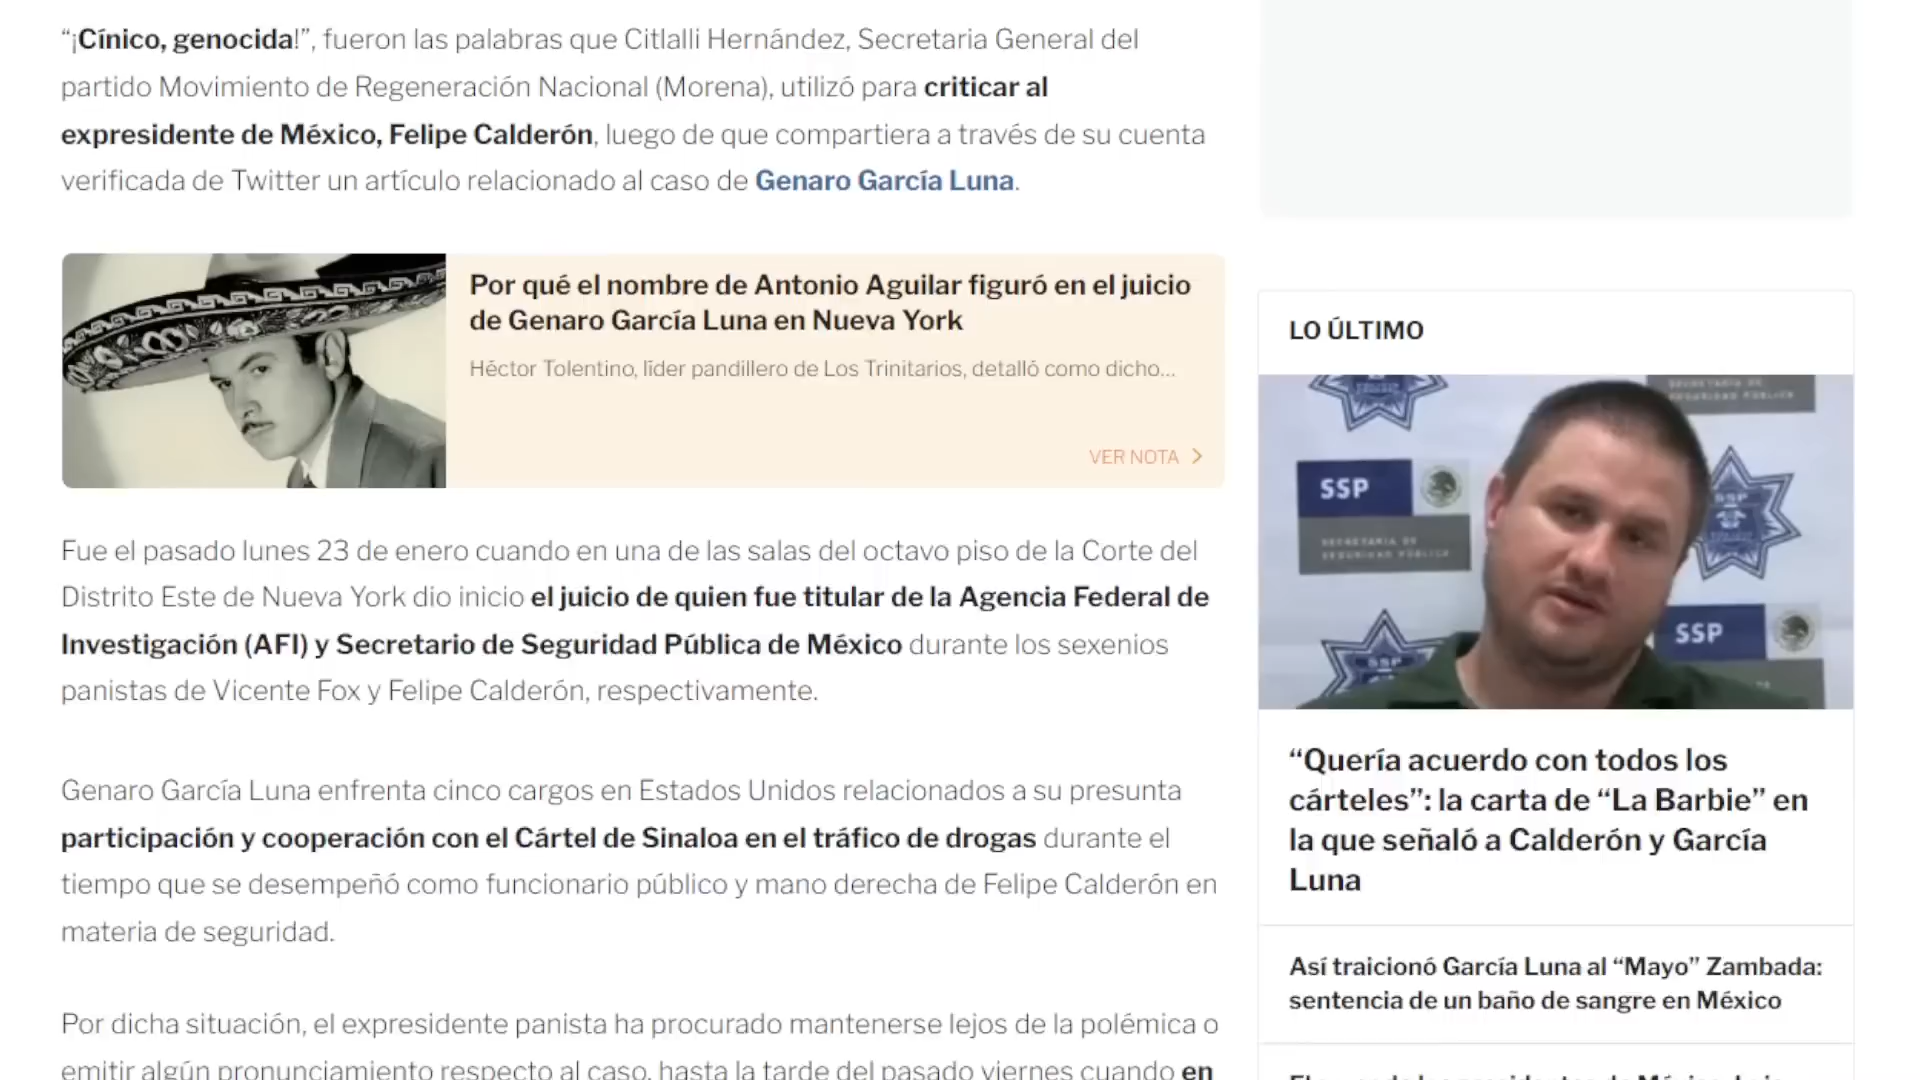 “¡Cínico, genocida!”, fueron las palabras que Citlalli Hernández, Secretaria General del
partido Movimiento de Regeneración Nacional (Morena), utilizó para criticar al
expresidente de México, Felipe Calderón, luego de que compartiera a través de su cuenta
verificada de Twitter un artículo relacionado al caso de Genaro García Luna.
Por qué el nombre de Antonio Aguilar figuró en el juicio
de Genaro García Luna en Nueva York
Héctor Tolentino, líder pandillero de Los Trinitarios, detalló como dicho...
VER NOTA
Fue el pasado lunes 23 de enero cuando en una de las salas del octavo piso de la Corte del
Distrito Este de Nueva York dio inicio el juicio de quien fue titular de la Agencia Federal de
Investigación (AFI) y Secretario de Seguridad Pública de México durante los sexenios
panistas de Vicente Fox y Felipe Calderón, respectivamente.
Genaro García Luna enfrenta cinco cargos en Estados Unidos relacionados a su presunta
participación y cooperación con el Cártel de Sinaloa en el tráfico de drogas durante el
tiempo que se desempeñó como funcionario público y mano derecha de Felipe Calderón en
materia de seguridad.
Por dicha situación, el expresidente panista ha procurado mantenerse lejos de la polémica o
emitir algún pronunciamiento respecto al caso, hasta la tarde del pasado viernes cuando en
LO ÚLTIMO
SECRETARÍA DE
SEGURIDAD PÚBLICA
SSP
SECRETARÍA DE
SEGURIDAD PÚBLICA
SSP
SSP
SSP
“Quería acuerdo con todos los
cárteles”: la carta de “La Barbie” en
la que señaló a Calderón y García
Luna
Así traicionó García Luna al “Mayo” Zambada:
sentencia de un baño de sangre en México